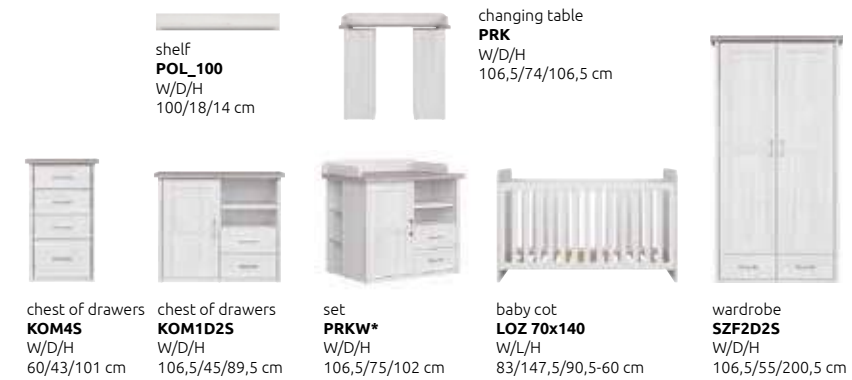 shelf
POL_100
W/D/H
100/18/14 cm
changing table
PRK
W/D/H
106,5/74/106,5 cm
chest of drawers
KOM4S
W/D/H
60/43/101 cm
chest of drawers
KOM1D2S
W/D/H
106,5/45/89,5 cm
set
PRKW*
W/D/H
106,5/75/102 cm
baby cot
LOZ 70x140
W/L/H
83/147,5/90,5-60 cm
wardrobe
SZF2D2S
W/D/H
106,5/55/200,5 cm